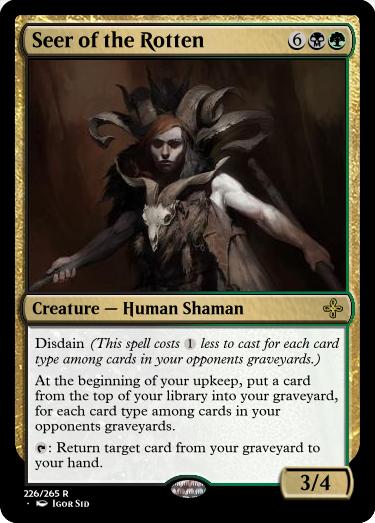 Seer of the Rotten 6
Creature — Human Shaman
Disdain (This spell costs 1 less to cast for each card
type among cards in your opponents graveyards.)
At the beginning of your upkeep, put a card
from the top of your library into your graveyard,
for each card type among cards in your
opponents graveyards.
: Return target card from your graveyard to
your hand.
3/4
226/265 R
· Igor Sid